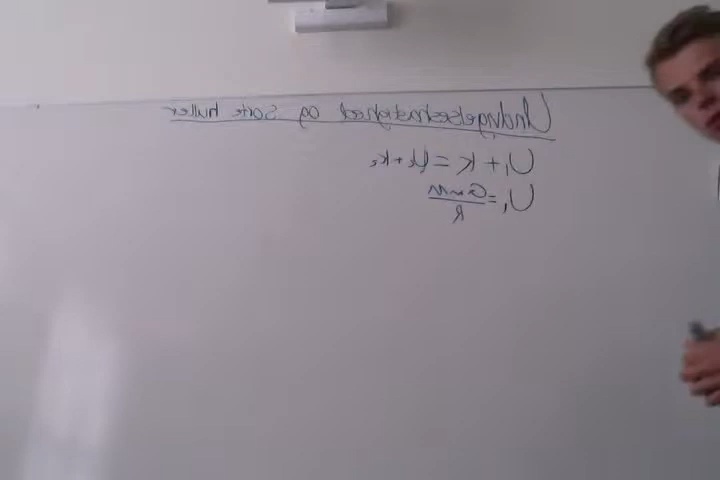 Undvigelseshastighed og Sorte huller
U₁ + K = U₂ + K₂
U₁ = GmM / R